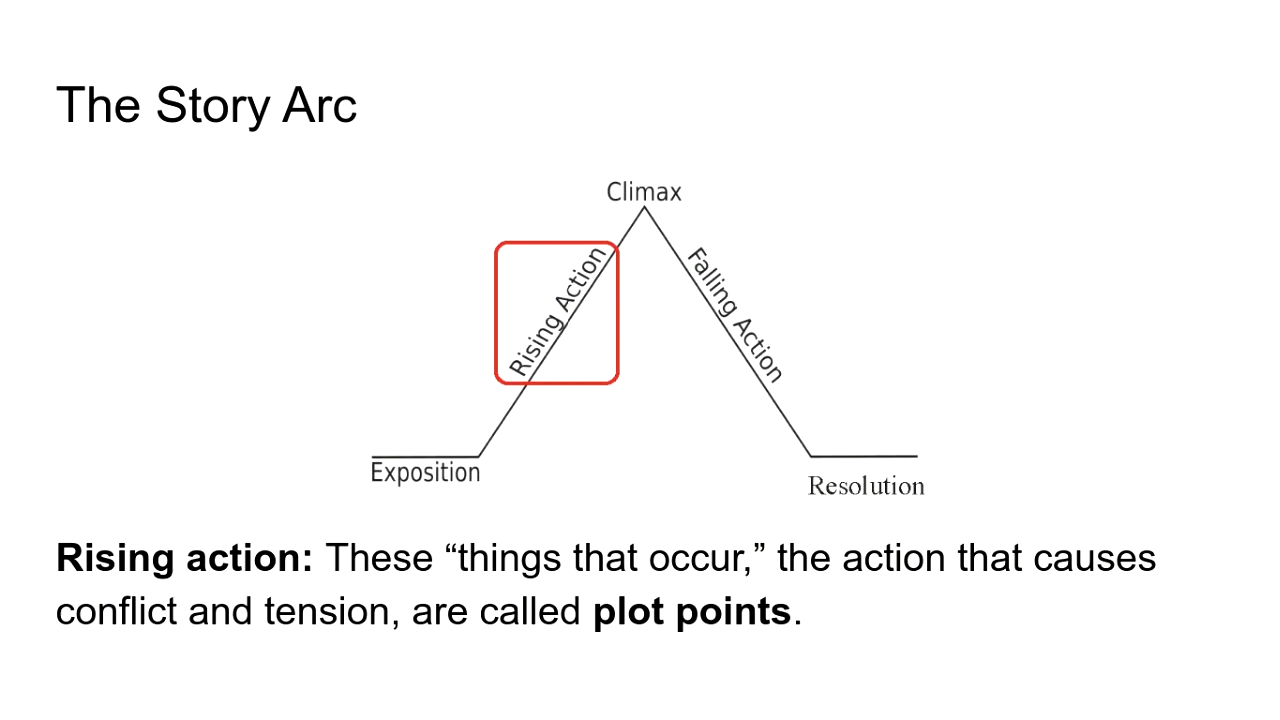 The Story Arc
Climax
Rising Action
Falling Action
Exposition
Resolution
Rising action: These “things that occur,” the action that causes
conflict and tension, are called plot points.